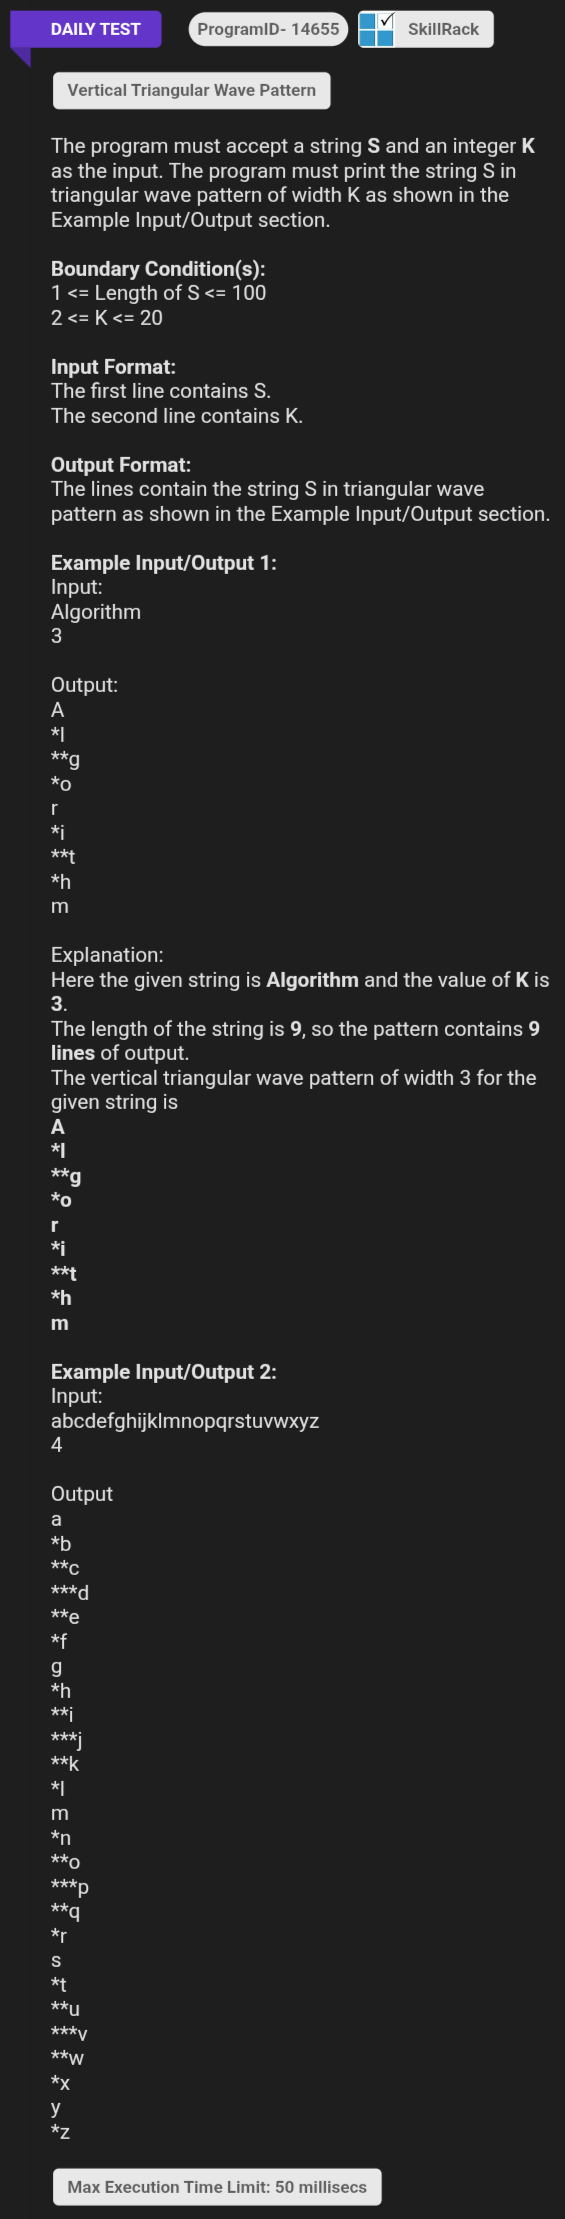 DAILY TEST
ProgramID- 14655
SkillRack
Vertical Triangular Wave Pattern
The program must accept a string S and an integer K
as the input. The program must print the string S in
triangular wave pattern of width K as shown in the
Example Input/Output section.
Boundary Condition(s):
1 <= Length of S <= 100
2 <= K <= 20
Input Format:
The first line contains S.
The second line contains K.
Output Format:
The lines contain the string S in triangular wave
pattern as shown in the Example Input/Output section.
Example Input/Output 1:
Input:
Algorithm
3
Output:
A
*l
**g
*o
r
*i
**t
*h
m
Explanation:
Here the given string is Algorithm and the value of K is
3.
The length of the string is 9, so the pattern contains 9
lines of output.
The vertical triangular wave pattern of width 3 for the
given string is
A
*l
**g
*o
r
*i
**t
*h
m
Example Input/Output 2:
Input:
abcdefghijklmnopqrstuvwxyz
4
Output
a
*b
**c
***d
**e
*f
g
*h
**i
***j
**k
*l
m
*n
**o
***p
**q
*r
s
*t
**u
***v
**w
*x
y
*z
Max Execution Time Limit: 50 millisecs